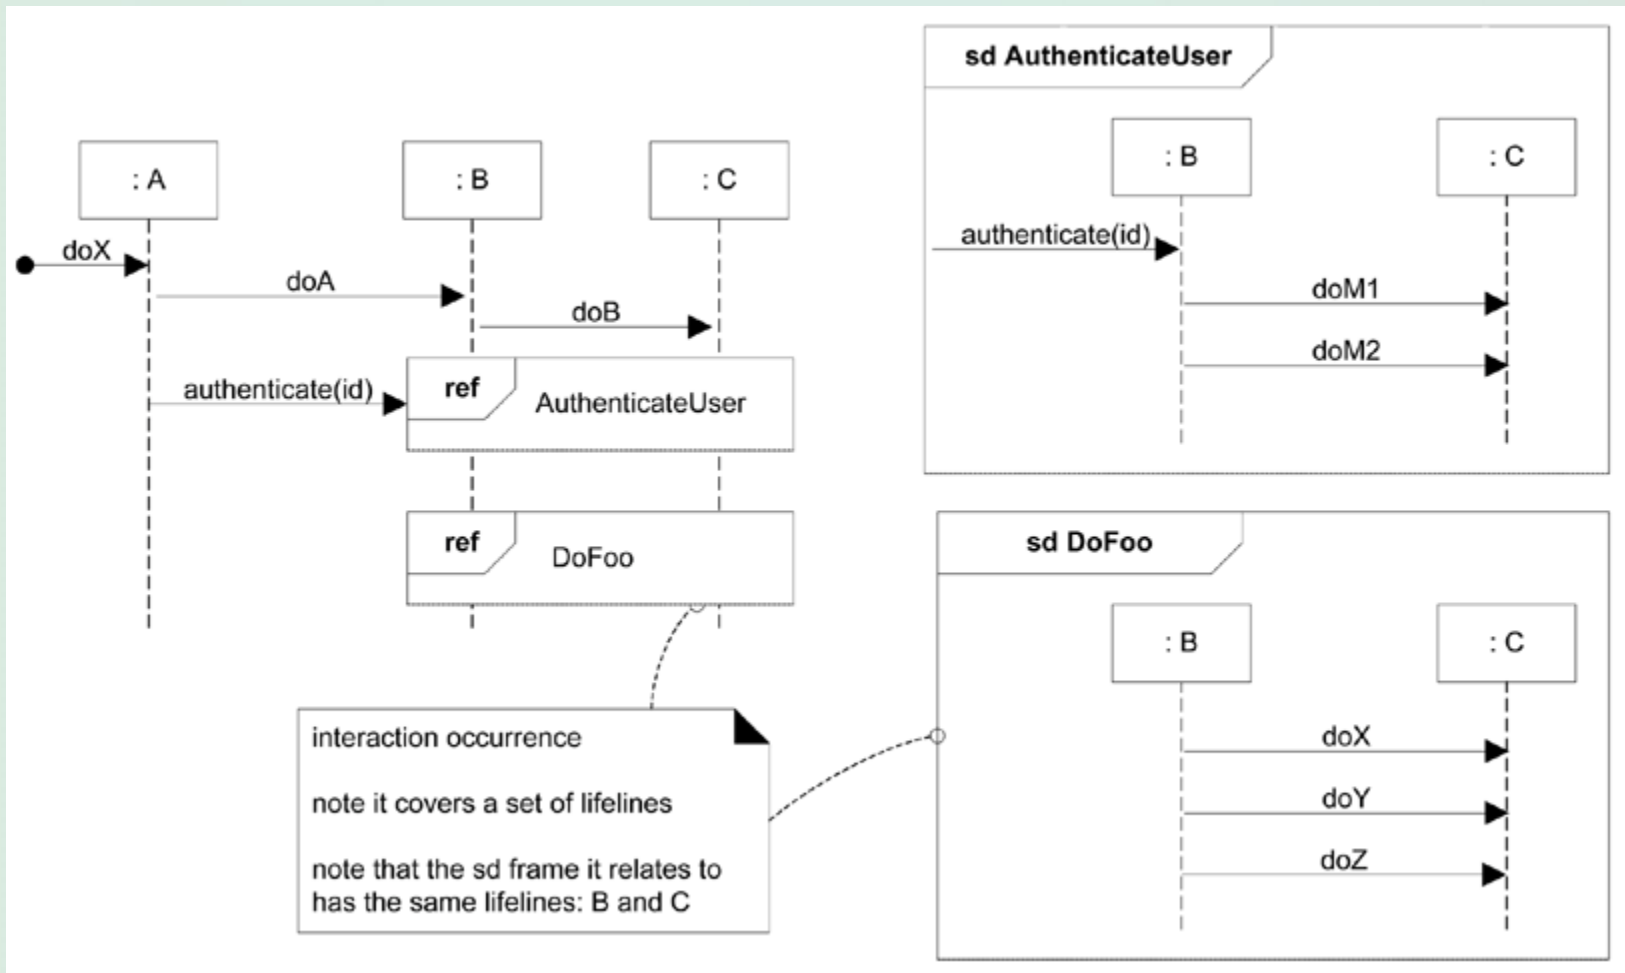 : A
: B
: C
doX
doA
doB
authenticate(id)
ref
AuthenticateUser
ref
DoFoo
interaction occurrence
note it covers a set of lifelines
note that the sd frame it relates to
has the same lifelines: B and C
sd AuthenticateUser
: B
: C
authenticate(id)
doM1
doM2
sd DoFoo
: B
: C
doX
doY
doZ